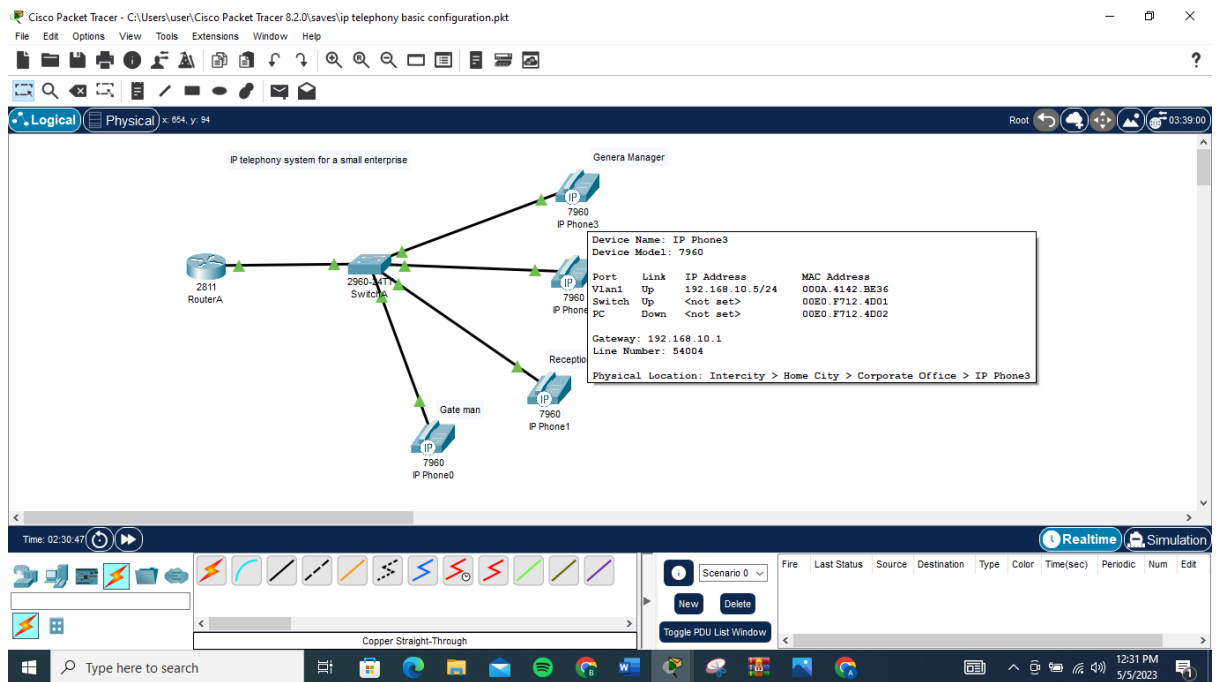 Cisco Packet Tracer - C:\Users\user\Cisco Packet Tracer 8.2.0\saves\ip telephony basic configuration.pkt
File Edit Options View Tools Extensions Window Help
?
Logical Physical x: 654, y: 94 Root 03:39:00
IP telephony system for a small enterprise
Genera Manager
IP
7960
IP Phone3
2811
RouterA
2960-24TT
SwitchA
IP
7960
IP Phone
Device Name: IP Phone3
Device Model: 7960
Port Link IP Address MAC Address
Vlan1 Up 192.168.10.5/24 000A.4142.BE36
Switch Up <not set> 00E0.F712.4D01
PC Down <not set> 00E0.F712.4D02
Gateway: 192.168.10.1
Line Number: 54004
Physical Location: Intercity > Home City > Corporate Office > IP Phone3
Receptio
IP
7960
IP Phone1
Gate man
IP
7960
IP Phone0
Time: 02:30:47 Realtime Simulation
Scenario 0
New Delete
Toggle PDU List Window
Fire Last Status Source Destination Type Color Time(sec) Periodic Num Edit
Copper Straight-Through
Type here to search
12:31 PM
5/5/2023